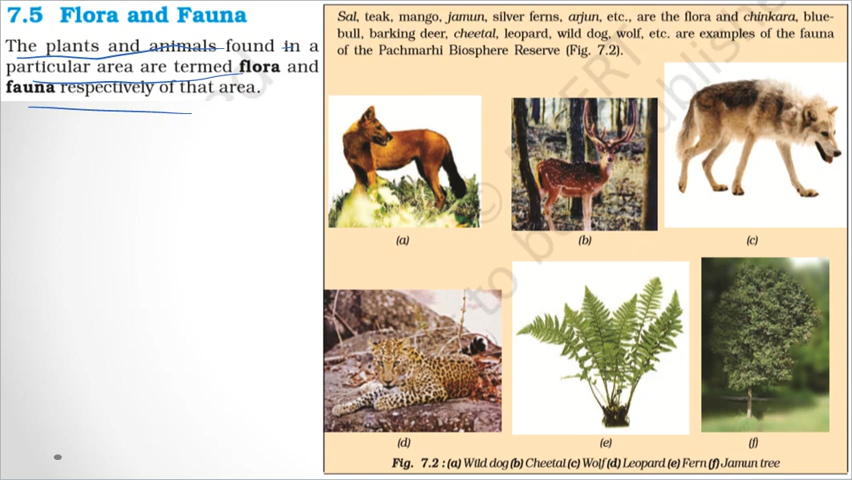 7.5 Flora and Fauna
The plants and animals found in a
particular area are termed flora and
fauna respectively of that area.
Sal, teak, mango, jamun, silver ferns, arjun, etc., are the flora and chinkara, blue-
bull, barking deer, cheetal, leopard, wild dog, wolf, etc. are examples of the fauna
of the Pachmarhi Biosphere Reserve (Fig. 7.2).
(a)
(b)
(c)
(d)
(e)
(f)
Fig. 7.2 : (a) Wild dog (b) Cheetal (c) Wolf (d) Leopard (e) Fern (f) Jamun tree